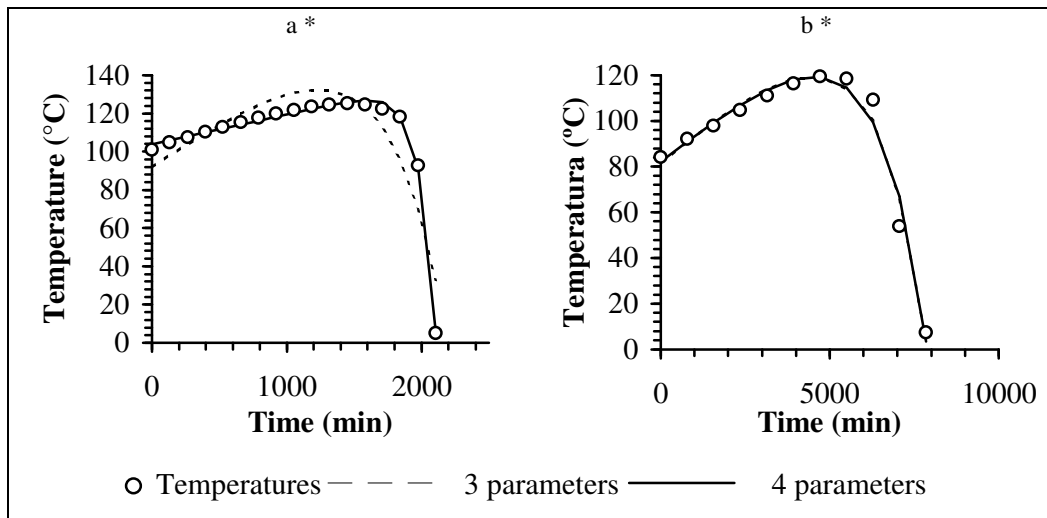 a *
140
120
100
80
60
40
20
0
Temperature (°C)
0 1000 2000
Time (min)
b *
120
100
80
60
40
20
0
Temperatura (ºC)
0 5000 10000
Time (min)
Temperatures 3 parameters 4 parameters